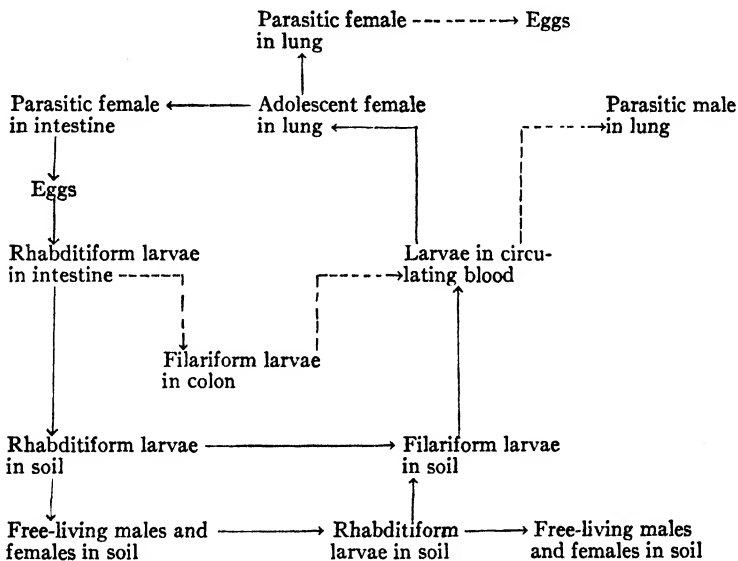 Parasitic female
in lung
Eggs
Parasitic female
in intestine
Adolescent female
in lung
Parasitic male
in lung
Eggs
Rhabditiform larvae
in intestine
Larvae in circu-
lating blood
Filariform larvae
in colon
Rhabditiform larvae
in soil
Filariform larvae
in soil
Free-living males and
females in soil
Rhabditiform
larvae in soil
Free-living males
and females in soil